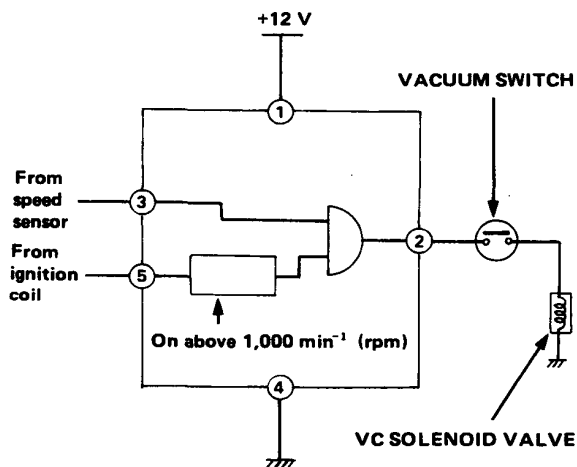 +12 V
VACUUM SWITCH
1
From
speed
sensor
3
2
From
ignition
coil
5
On above 1,000 min⁻¹ (rpm)
4
VC SOLENOID VALVE